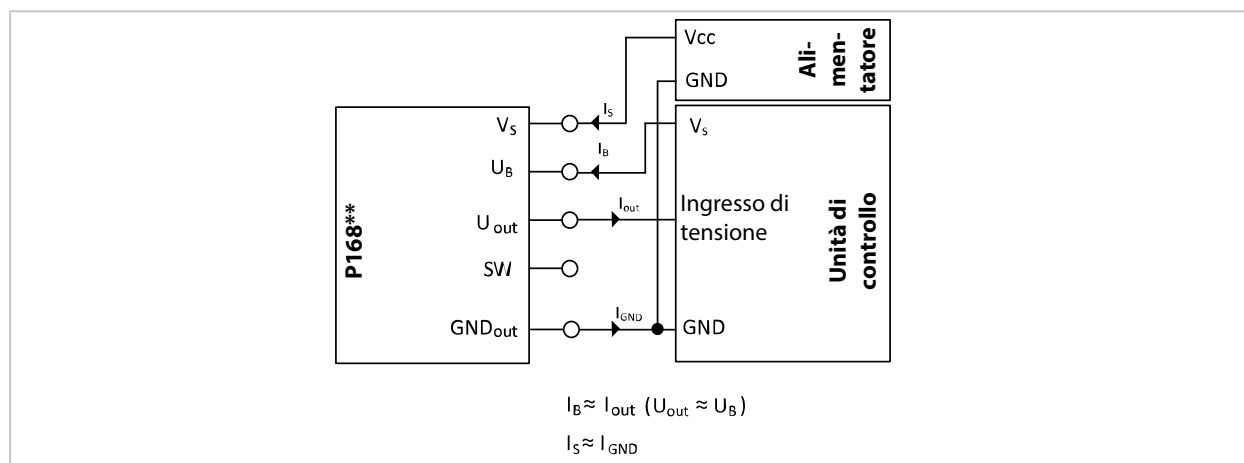 Vcc
GND
Ali-
men-
tatore
P168**
VS
UB
Uout
SW
GNDout
IS
IB
Iout
IGND
Vs
Ingresso di
tensione
GND
Unità di
controllo
IB ≈ Iout (Uout ≈ UB)
IS ≈ IGND